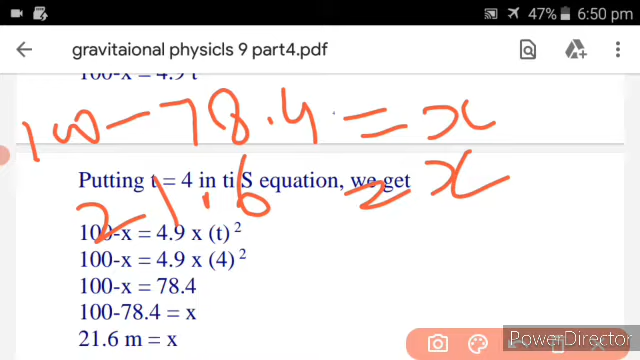 47% 6:50 pm
gravitaional physicls 9 part4.pdf
100-x = 4.9 t
100-78.4=x
Putting t = 4 in ti S equation, we get
21.6=x
100-x = 4.9 x (t)²
100-x = 4.9 x (4)²
100-x = 78.4
100-78.4 = x
21.6 m = x
PowerDirector